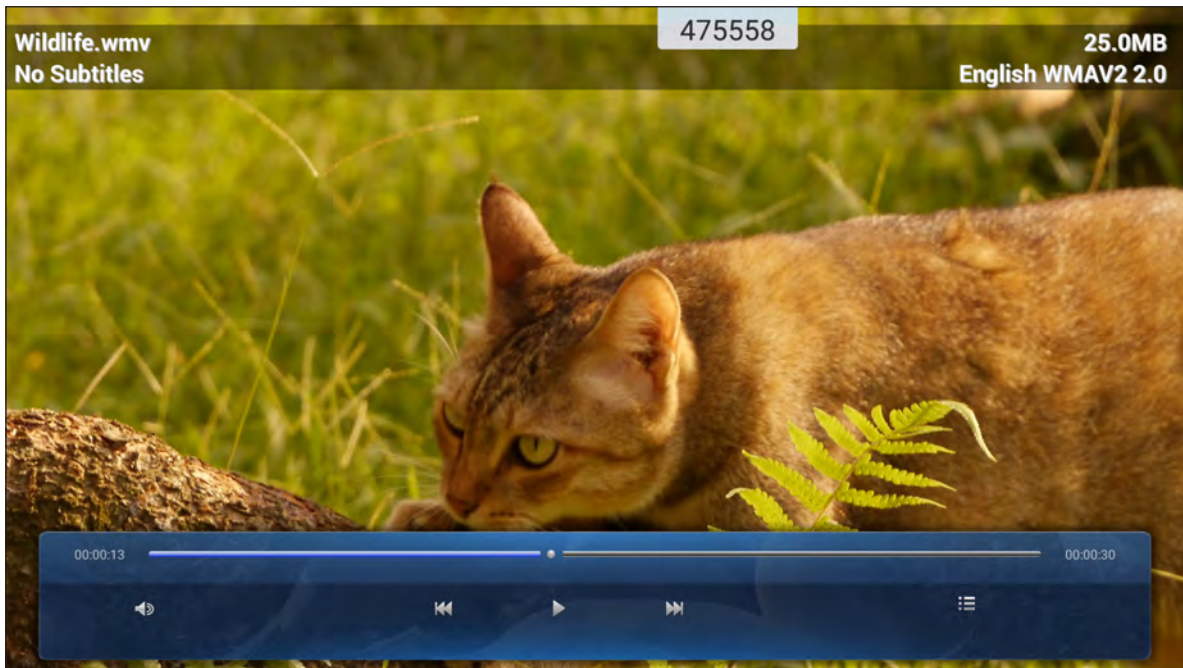 475558
Wildlife.wmv
25.0MB
No Subtitles
English WMAV2 2.0
00:00:13
00:00:30